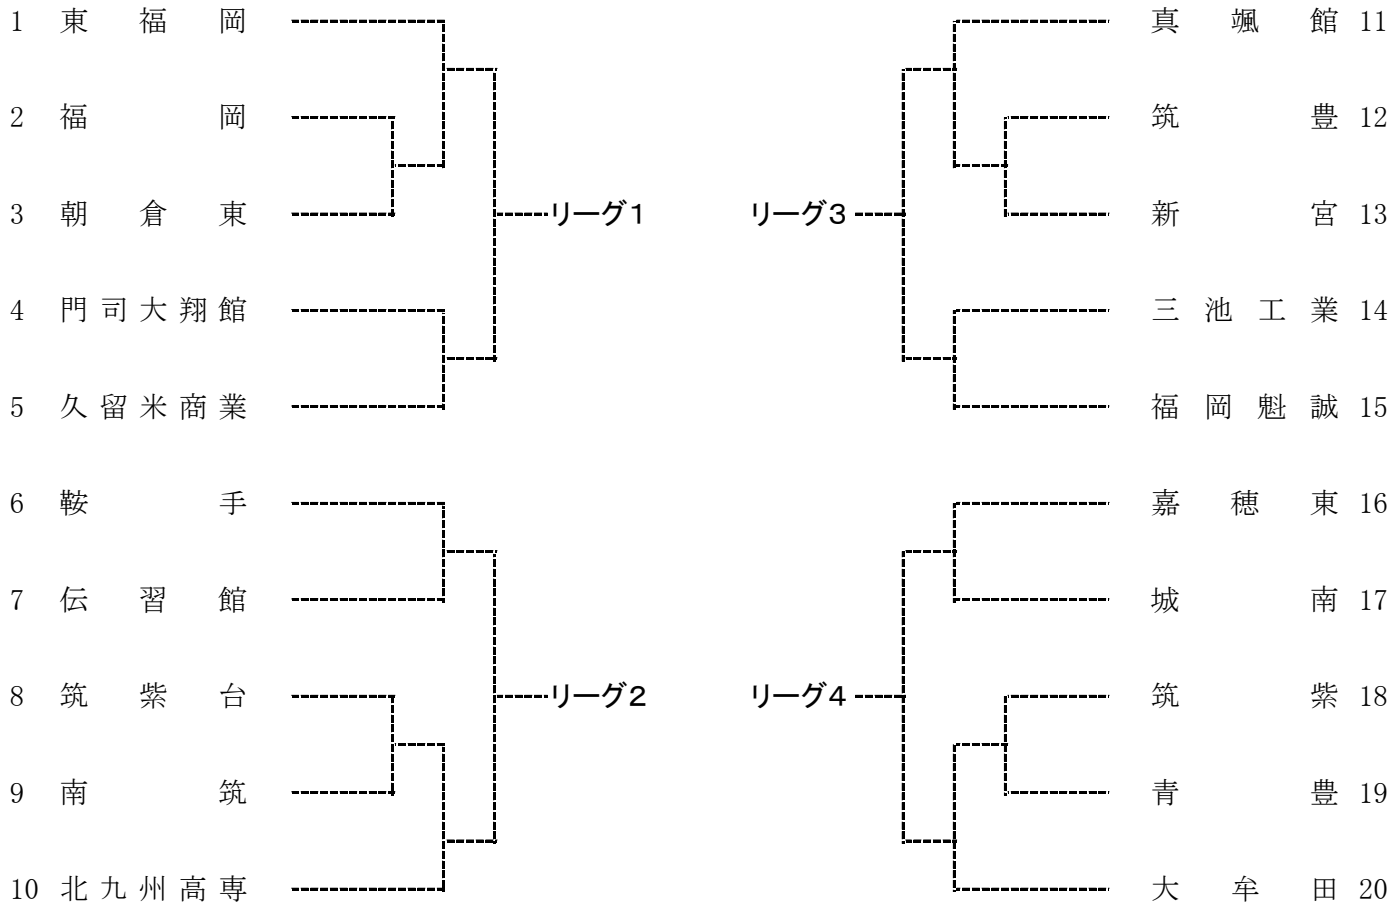 1 東福岡
2 福岡
3 朝倉東
4 門司大翔館
5 久留米商業
6 鞍手
7 伝習館
8 筑紫台
9 南筑
10 北九州高専
リーグ1
リーグ2
リーグ3
リーグ4
真颯館 11
筑豊 12
新宮 13
三池工業 14
福岡魁誠 15
嘉穂東 16
城南 17
筑紫 18
青豊 19
大牟田 20